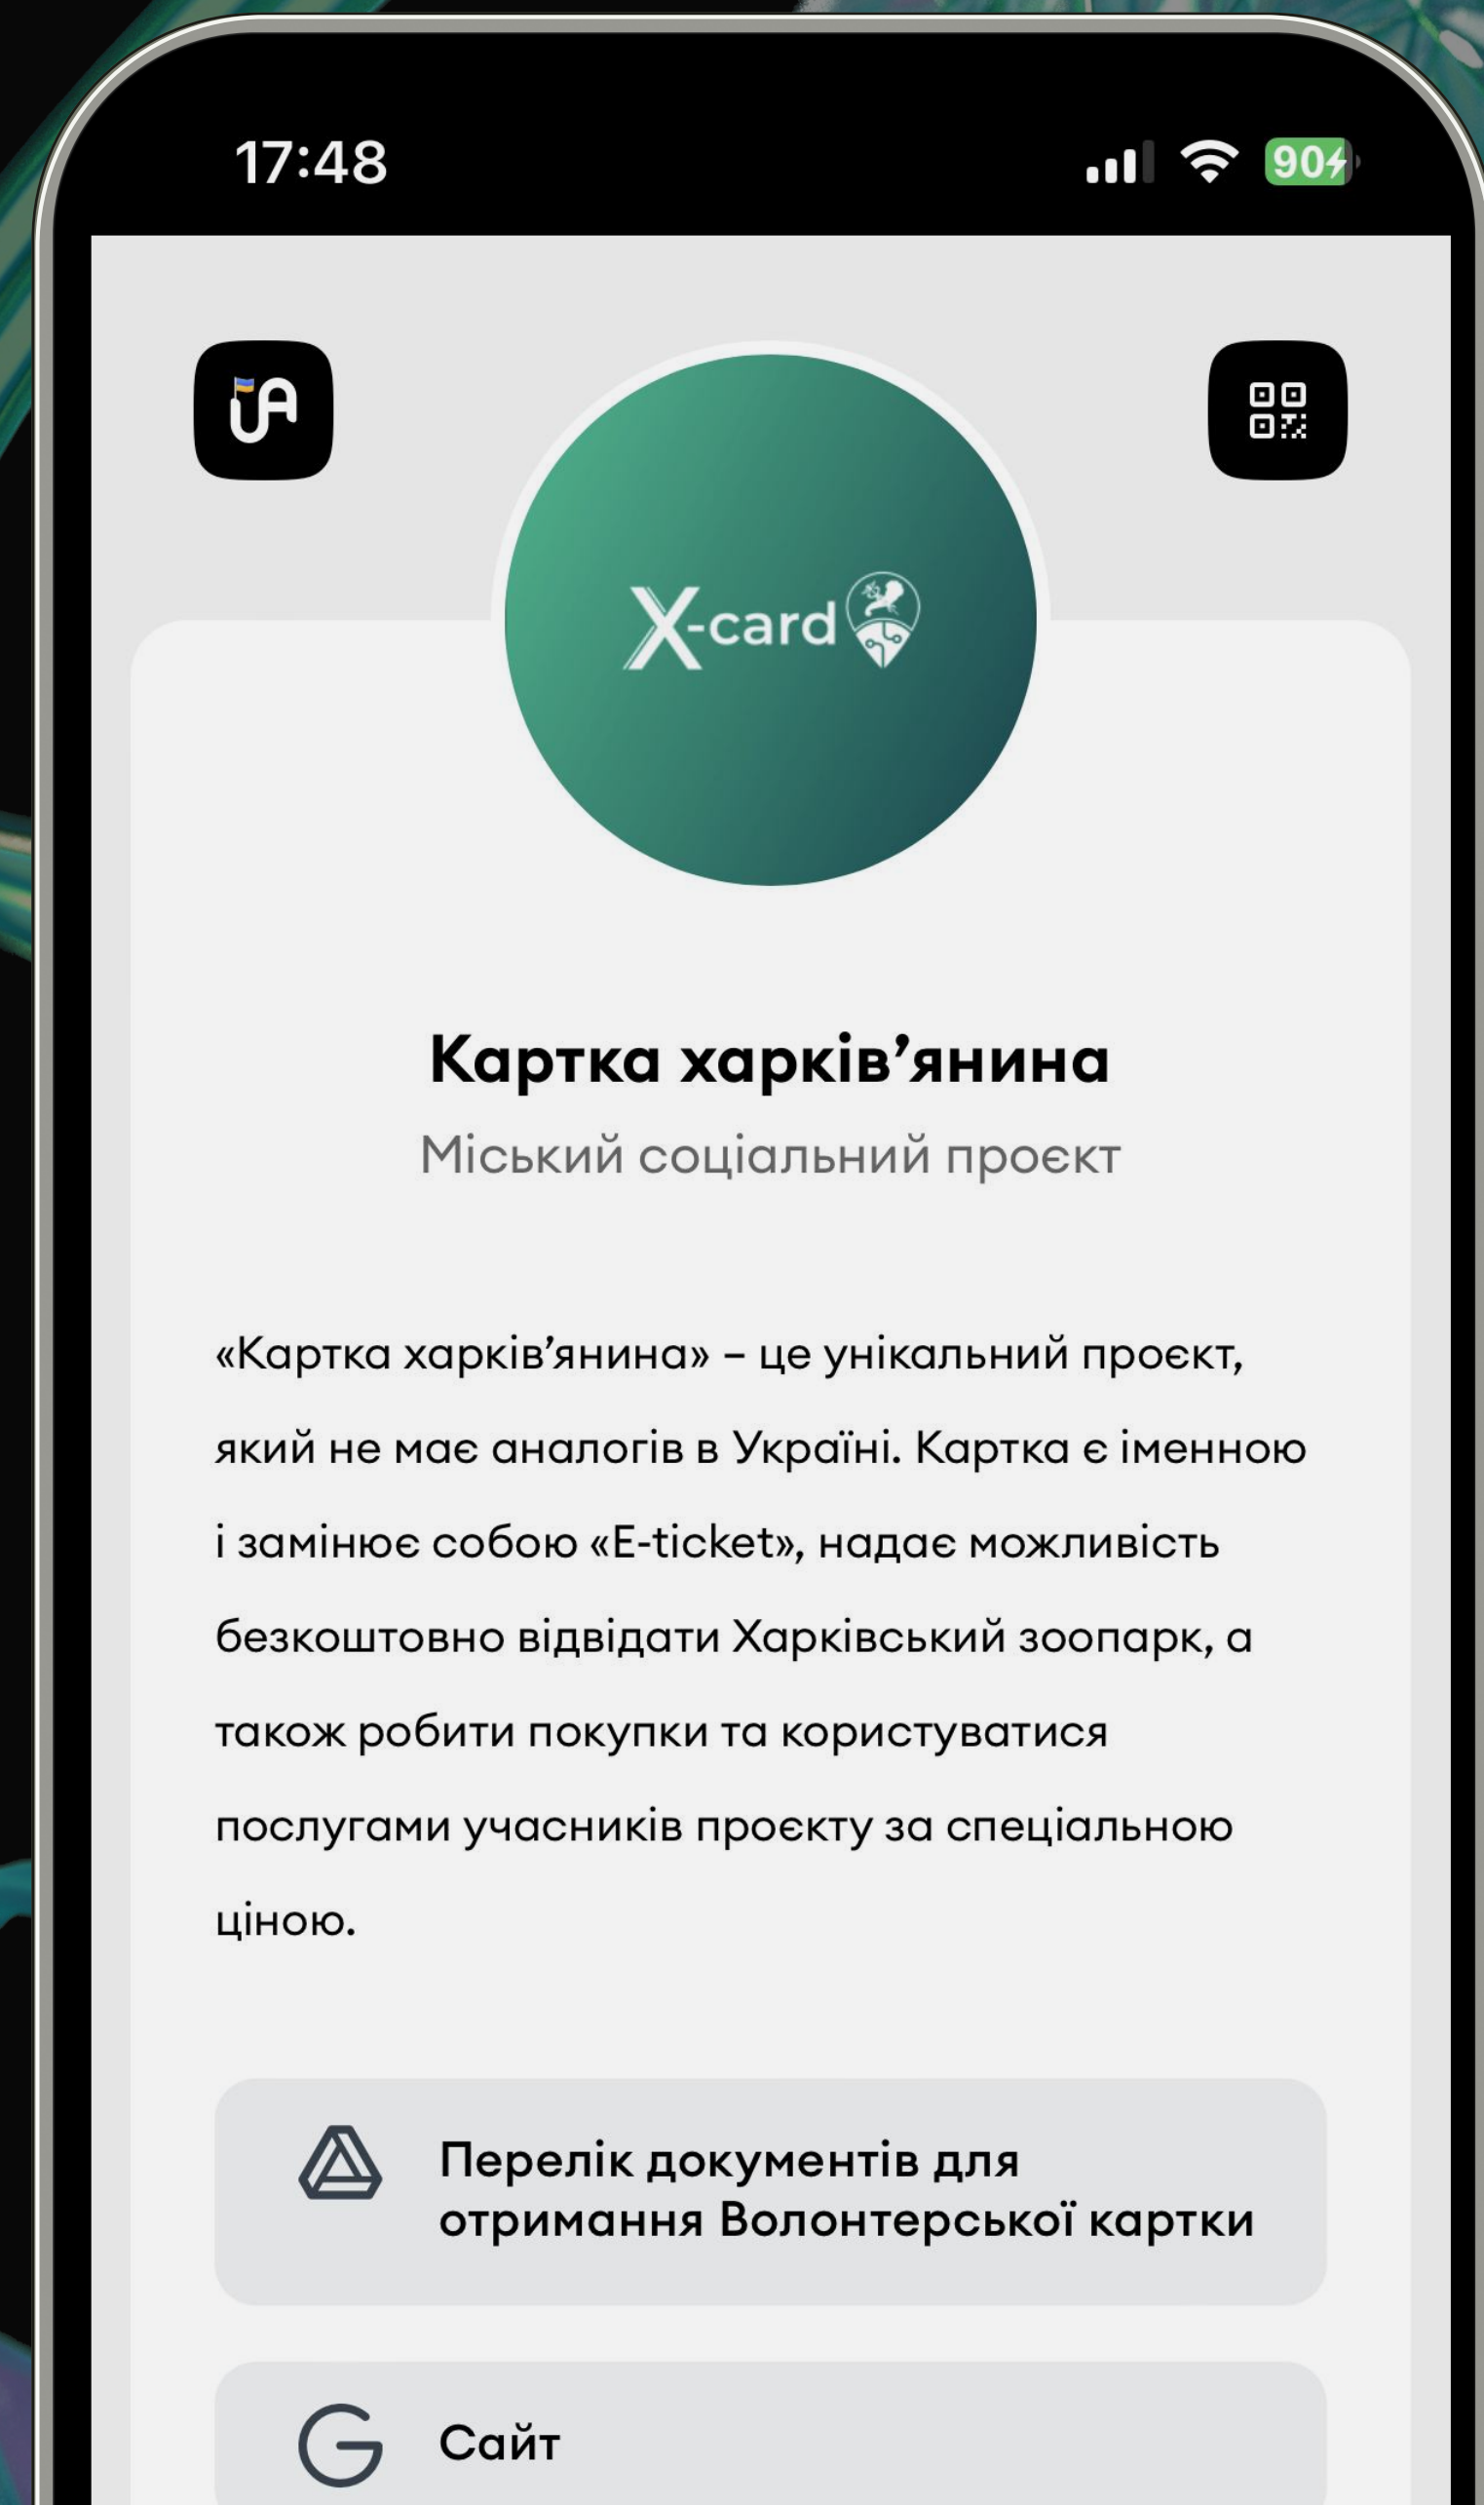 17:48
90
UA
X-card
Картка харків’янина
Міський соціальний проєкт
«Картка харків’янина» – це унікальний проєкт,
який не має аналогів в Україні. Картка є іменною
і замінює собою «E-ticket», надає можливість
безкоштовно відвідати Харківський зоопарк, а
також робити покупки та користуватися
послугами учасників проєкту за спеціальною
ціною.
Перелік документів для
отримання Волонтерської картки
Сайт